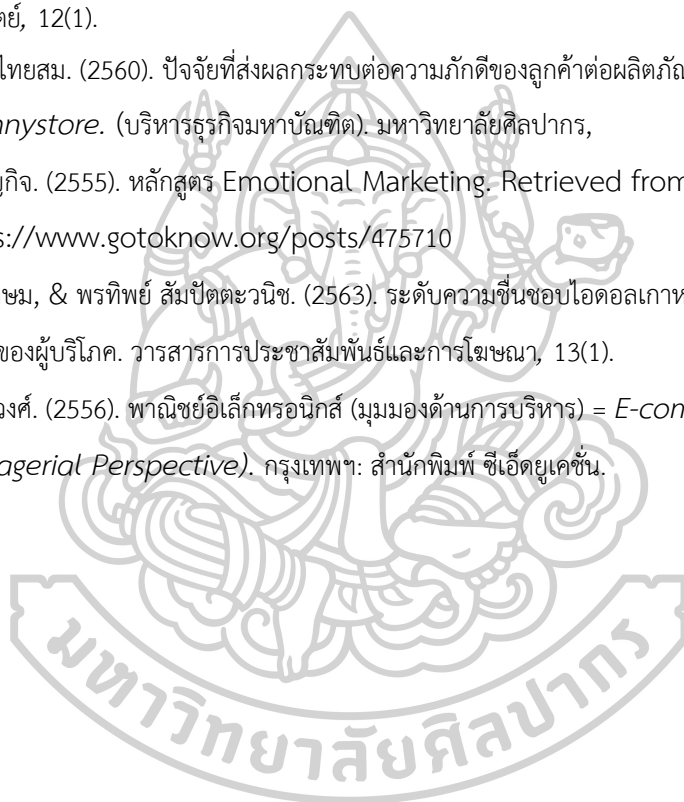 ตย์, 12(1).
ไทยสม. (2560). ปัจจัยที่ส่งผลกระทบต่อความภักดีของลูกค้าต่อผลิตภัณ
nnystore. (บริหารธุรกิจมหาบัณฑิต). มหาวิทยาลัยศิลปากร,
กิจ. (2555). หลักสูตร Emotional Marketing. Retrieved from
s://www.gotoknow.org/posts/475710
ษม, & พรทิพย์ สัมปัตตะวนิช. (2563). ระดับความชื่นชอบไอดอลเกาห
ของผู้บริโภค. วารสารการประชาสัมพันธ์และการโฆษณา, 13(1).
วงศ์. (2556). พาณิชย์อิเล็กทรอนิกส์ (มุมมองด้านการบริหาร) = E-con
agerial Perspective). กรุงเทพฯ: สำนักพิมพ์ ซีเอ็ดยูเคชั่น.
มหาวิทยาลัยศิลปากร